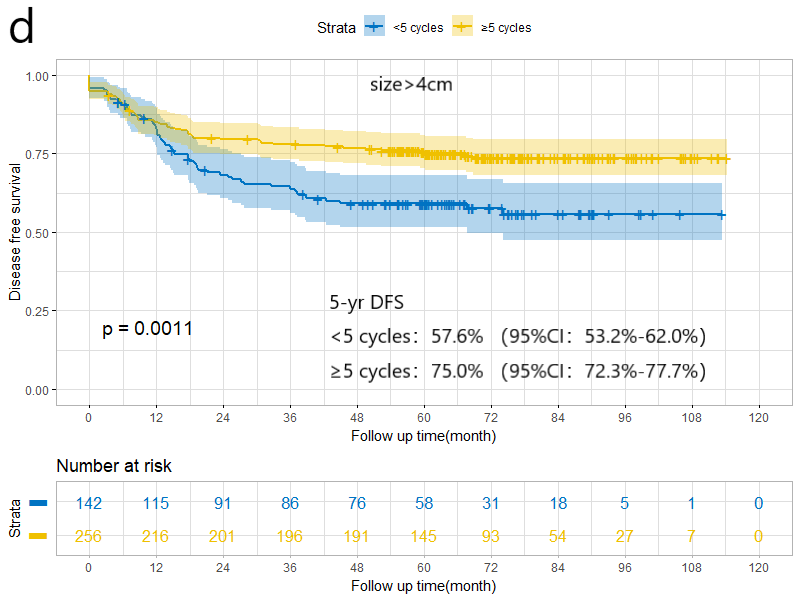 d
Strata <5 cycles ≥5 cycles
size>4cm
Disease free survival
1.00
0.75
0.50
0.25
0.00
5-yr DFS
p = 0.0011
<5 cycles: 57.6% (95%CI: 53.2%-62.0%)
≥5 cycles: 75.0% (95%CI: 72.3%-77.7%)
0 12 24 36 48 60 72 84 96 108 120
Follow up time(month)
Number at risk
Strata
142 115 91 86 76 58 31 18 5 1 0
256 216 201 196 191 145 93 54 27 7 0
0 12 24 36 48 60 72 84 96 108 120
Follow up time(month)